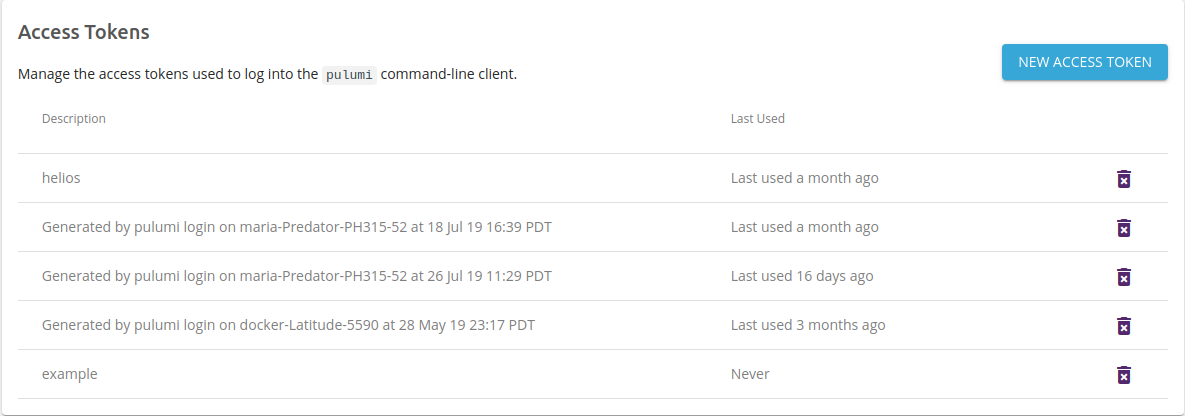 Access Tokens
Manage the access tokens used to log into the pulumi command-line client.
NEW ACCESS TOKEN
Description Last Used
helios Last used a month ago
Generated by pulumi login on maria-Predator-PH315-52 at 18 Jul 19 16:39 PDT Last used a month ago
Generated by pulumi login on maria-Predator-PH315-52 at 26 Jul 19 11:29 PDT Last used 16 days ago
Generated by pulumi login on docker-Latitude-5590 at 28 May 19 23:17 PDT Last used 3 months ago
example Never